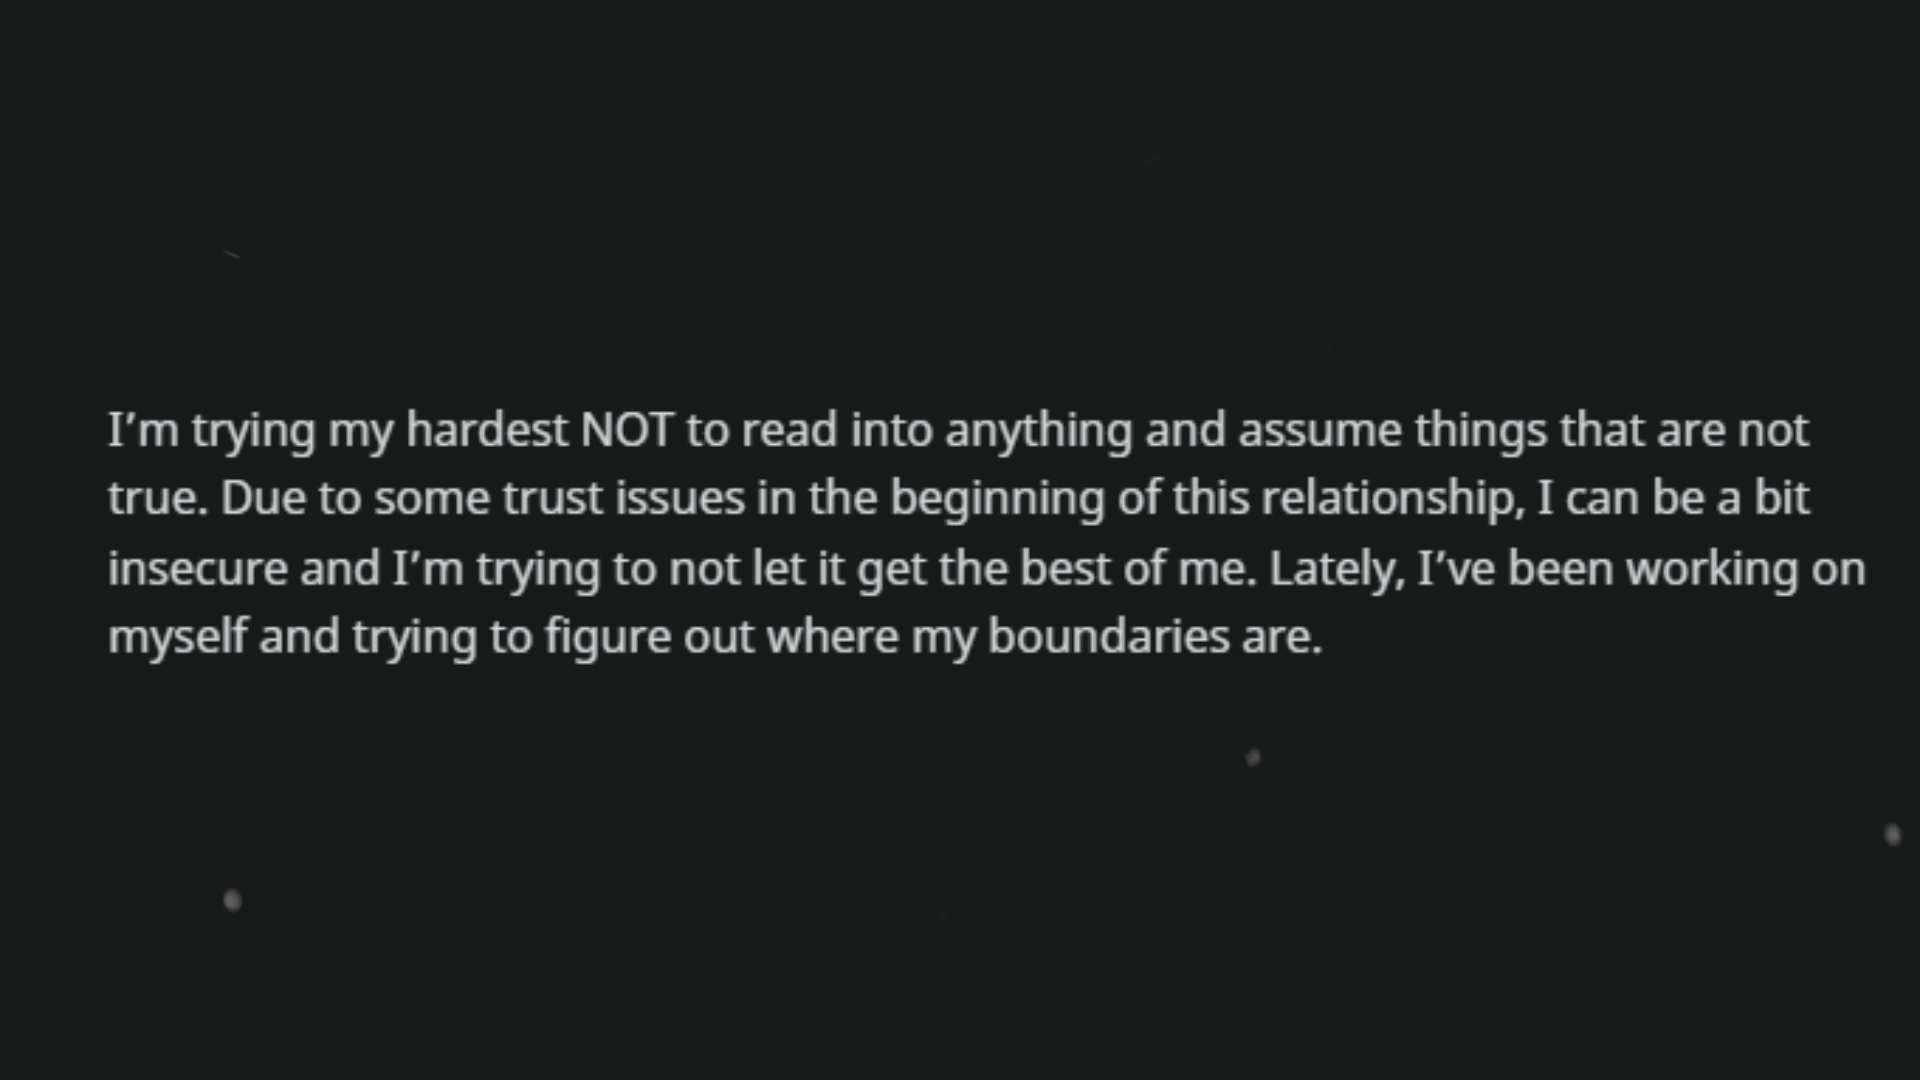 I’m trying my hardest NOT to read into anything and assume things that are not
true. Due to some trust issues in the beginning of this relationship, I can be a bit
insecure and I’m trying to not let it get the best of me. Lately, I’ve been working on
myself and trying to figure out where my boundaries are.